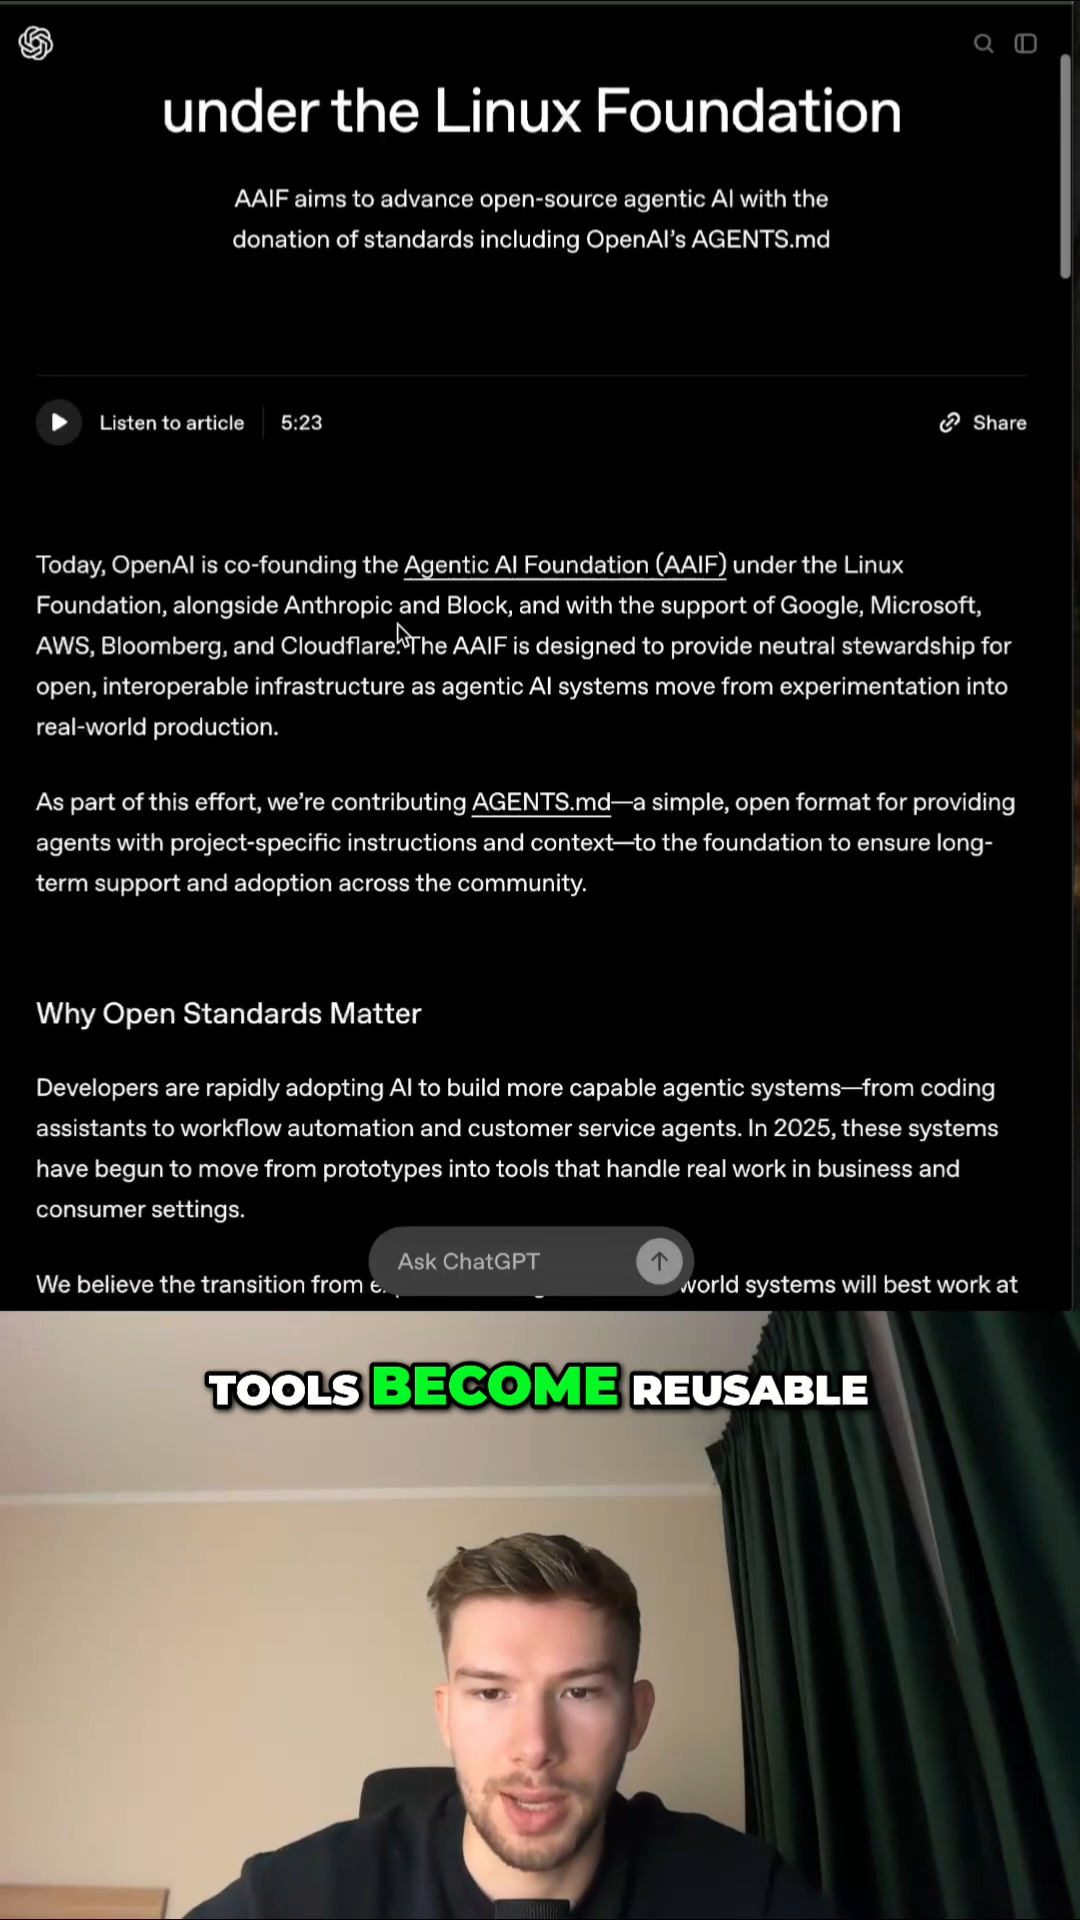 under the Linux Foundation
AAIF aims to advance open-source agentic AI with the
donation of standards including OpenAI’s AGENTS.md
Listen to article
5:23
Share
Today, OpenAI is co-founding the Agentic AI Foundation (AAIF) under the Linux
Foundation, alongside Anthropic and Block, and with the support of Google, Microsoft,
AWS, Bloomberg, and Cloudflare. The AAIF is designed to provide neutral stewardship for
open, interoperable infrastructure as agentic AI systems move from experimentation into
real-world production.
As part of this effort, we’re contributing AGENTS.md—a simple, open format for providing
agents with project-specific instructions and context—to the foundation to ensure long-
term support and adoption across the community.
Why Open Standards Matter
Developers are rapidly adopting AI to build more capable agentic systems—from coding
assistants to workflow automation and customer service agents. In 2025, these systems
have begun to move from prototypes into tools that handle real work in business and
consumer settings.
Ask ChatGPT
We believe the transition from world systems will best work at
TOOLS BECOME REUSABLE